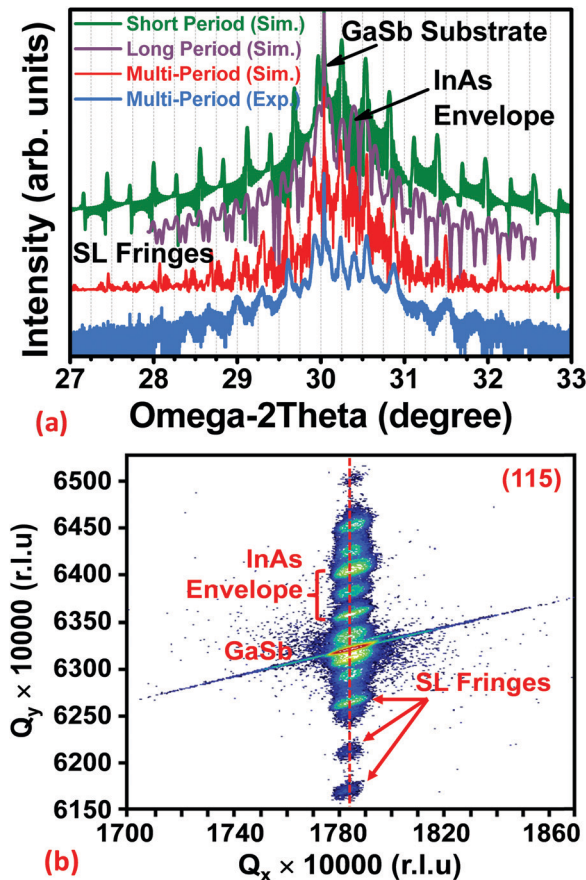 Short Period (Sim.)
Long Period (Sim.)
Multi-Period (Sim.)
Multi-Period (Exp.)
GaSb Substrate
InAs
Envelope
SL Fringes
Intensity (arb. units)
27 28 29 30 31 32 33
Omega-2Theta (degree)
(a)
(115)
6500
6450
6400
6350
6300
6250
6200
6150
Qy × 10000 (r.l.u)
InAs
Envelope
GaSb
SL Fringes
1700 1740 1780 1820 1860
Qx × 10000 (r.l.u)
(b)